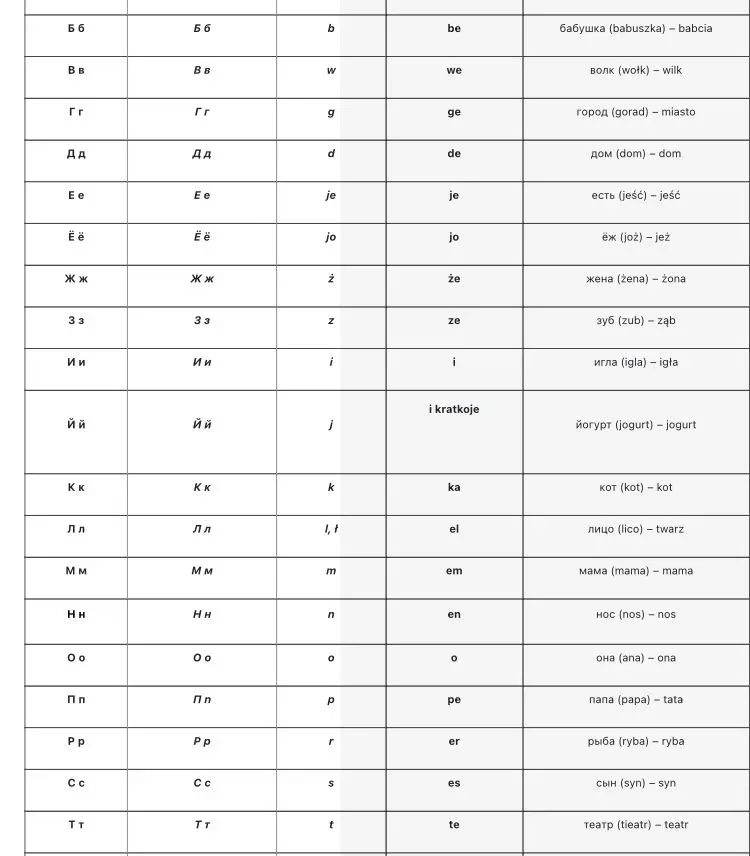 Б б Б б b be бабушка (babuszka) – babcia
В в В в w we волк (wołk) – wilk
Г г Г г g ge город (gorad) – miasto
Д д Д д d de дом (dom) – dom
Е е Е е je je есть (jeść) – jeść
Ё ё Ё ё jo jo ёж (joż) – jeż
Ж ж Ж ж ż że жена (żena) – żona
З з З з z ze зуб (zub) – ząb
И и И и i i игла (igla) – igła
Й й Й й j i kratkoje йогурт (jogurt) – jogurt
К к К к k ka кот (kot) – kot
Л л Л л l, ł el лицо (lico) – twarz
М м М м m em мама (mama) – mama
Н н Н н n en нос (nos) – nos
О о О о o o она (ana) – ona
П п П п p pe папа (papa) – tata
Р р Р р r er рыба (ryba) – ryba
С с С с s es сын (syn) – syn
Т т Т т t te театр (tieatr) – teatr